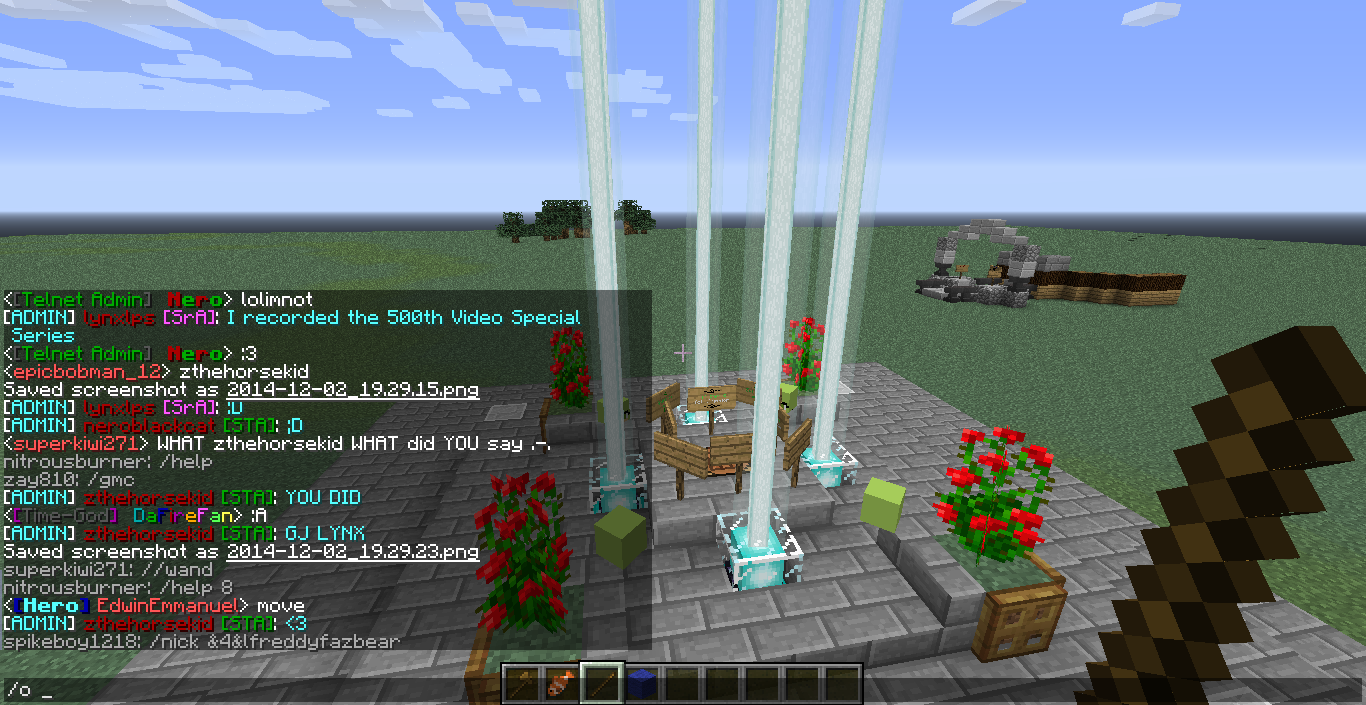 <[Telnet Admin] Nero> lolimnot
[ADMIN] lynxlps [SrA]: I recorded the 500th Video Special
Series
<[Telnet Admin] Nero> :3
<epicbobman_12> zthehorsekid
Saved screenshot as 2014-12-02_19.29.15.png
[ADMIN] lynxlps [SrA]: :U
[ADMIN] neroblackcat [STA]: ;D
<superkiwi271> WHAT zthehorsekid WHAT did YOU say .-.
nitrousburner: /help
zay810: /gmc
[ADMIN] zthehorsekid [STA]: YOU DID
<[Time-God] DaFireFan> :A
[ADMIN] zthehorsekid [STA]: GJ LYNX
Saved screenshot as 2014-12-02_19.29.23.png
superkiwi271: //wand
nitrousburner: /help 8
<[Hero] EdwinEmmanuel> move
[ADMIN] zthehorsekid [STA]: <3
spikeboy1218: /nick &4&lfreddyfazbear
/o _